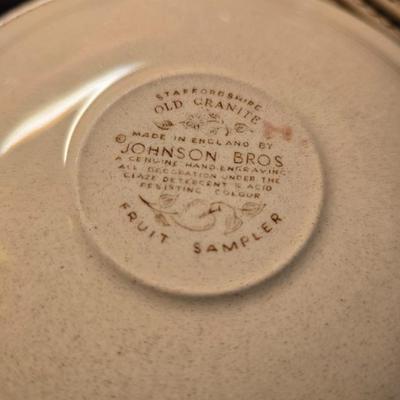 STAFFORDSHIRE
OLD GRANITE
© MADE IN ENGLAND BY
JOHNSON BROS
A GENUINE HAND ENGRAVING
ALL DECORATION UNDER THE
GLAZE DETERGENT & ACID
RESISTING COLOUR
FRUIT SAMPLER